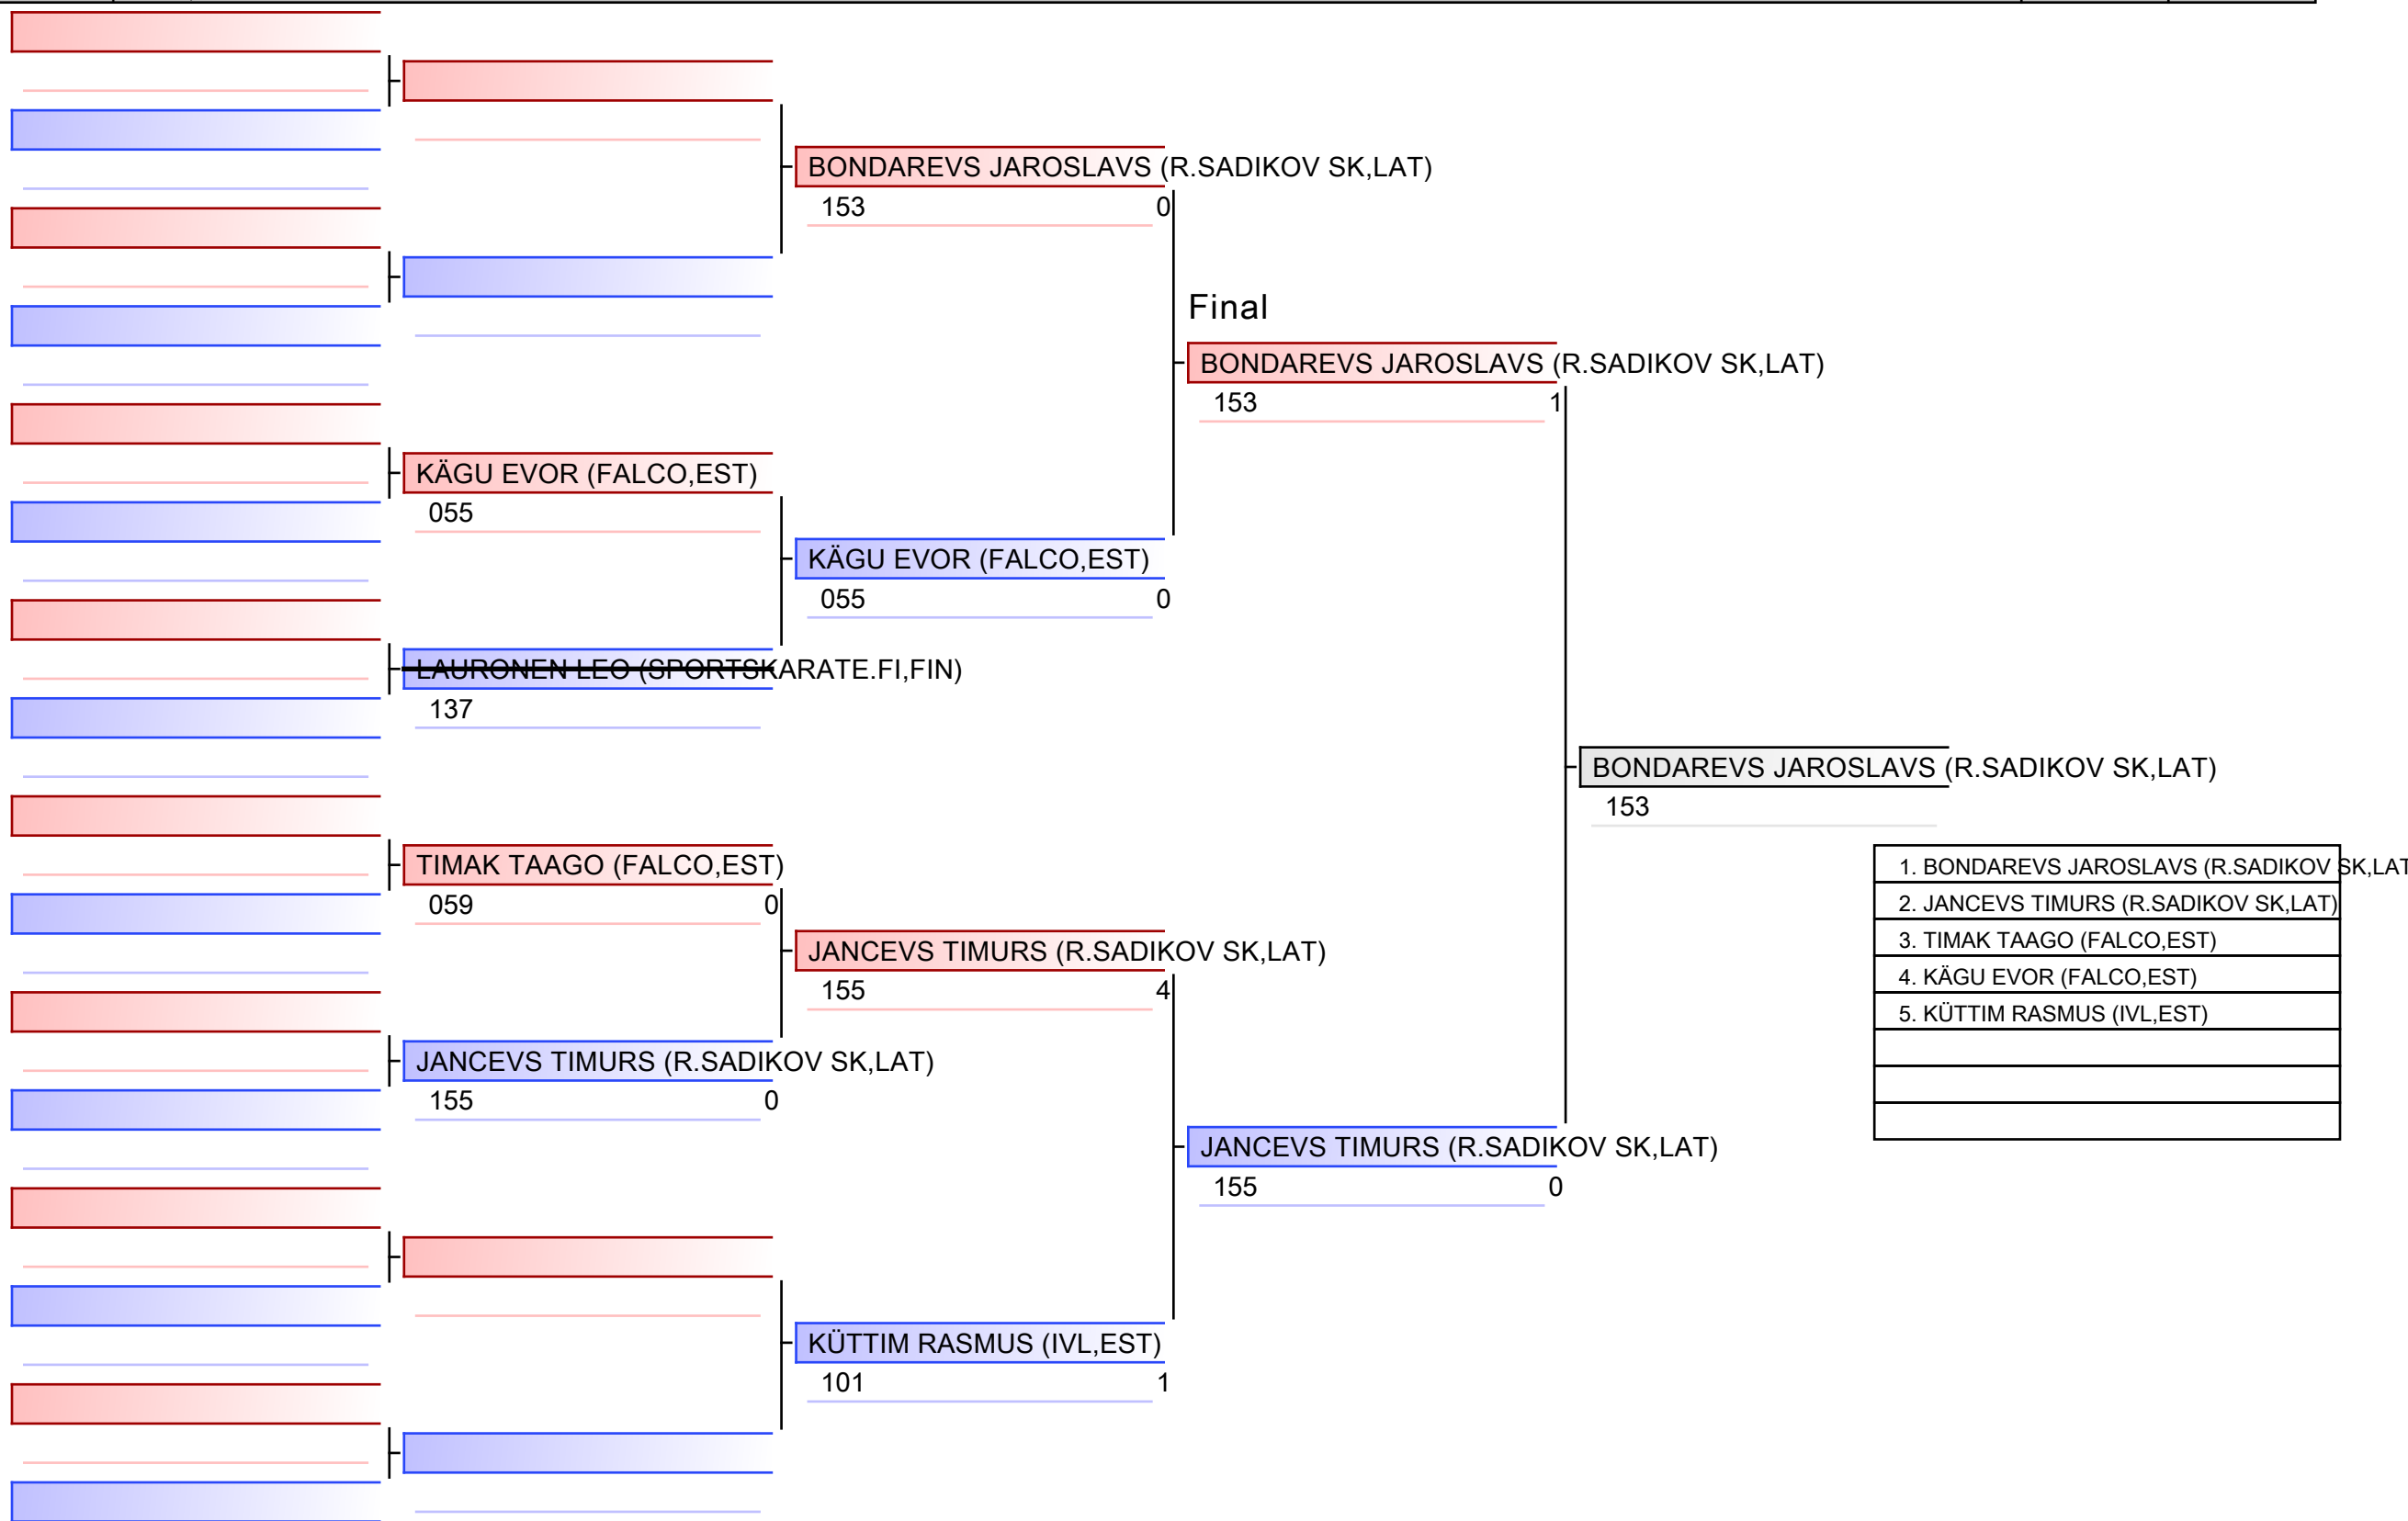 BONDAREVS JAROSLAVS (R.SADIKOV SK,LAT)
153 0
Final
BONDAREVS JAROSLAVS (R.SADIKOV SK,LAT)
153 1
KÄGU EVOR (FALCO,EST)
055
KÄGU EVOR (FALCO,EST)
055 0
LAURONEN LEO (SPORTSKARATE.FI,FIN)
137
BONDAREVS JAROSLAVS (R.SADIKOV SK,LAT)
153
TIMAK TAAGO (FALCO,EST)
059 0
JANCEVS TIMURS (R.SADIKOV SK,LAT)
155 4
JANCEVS TIMURS (R.SADIKOV SK,LAT)
155 0
JANCEVS TIMURS (R.SADIKOV SK,LAT)
155 0
KÜTTIM RASMUS (IVL,EST)
101 1
1. BONDAREVS JAROSLAVS (R.SADIKOV SK,LAT
2. JANCEVS TIMURS (R.SADIKOV SK,LAT)
3. TIMAK TAAGO (FALCO,EST)
4. KÄGU EVOR (FALCO,EST)
5. KÜTTIM RASMUS (IVL,EST)